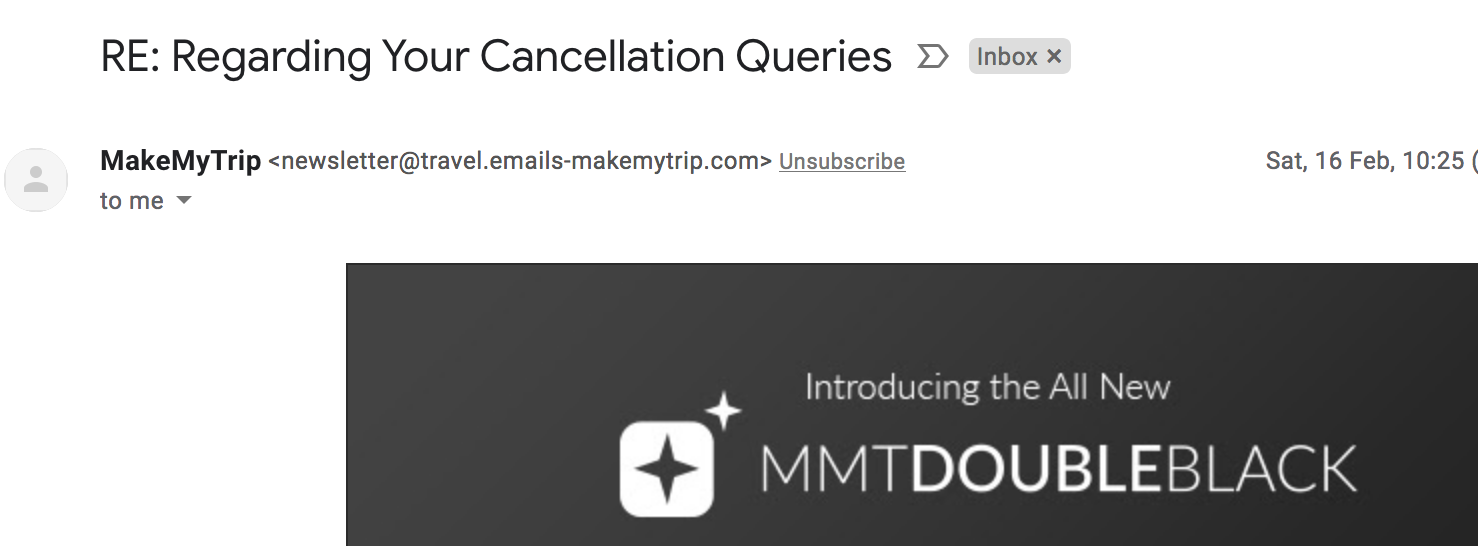 RE: Regarding Your Cancellation Queries Inbox ×
MakeMyTrip <newsletter@travel.emails-makemytrip.com> Unsubscribe Sat, 16 Feb, 10:25 (
to me
Introducing the All New
MMTDOUBLEBLACK